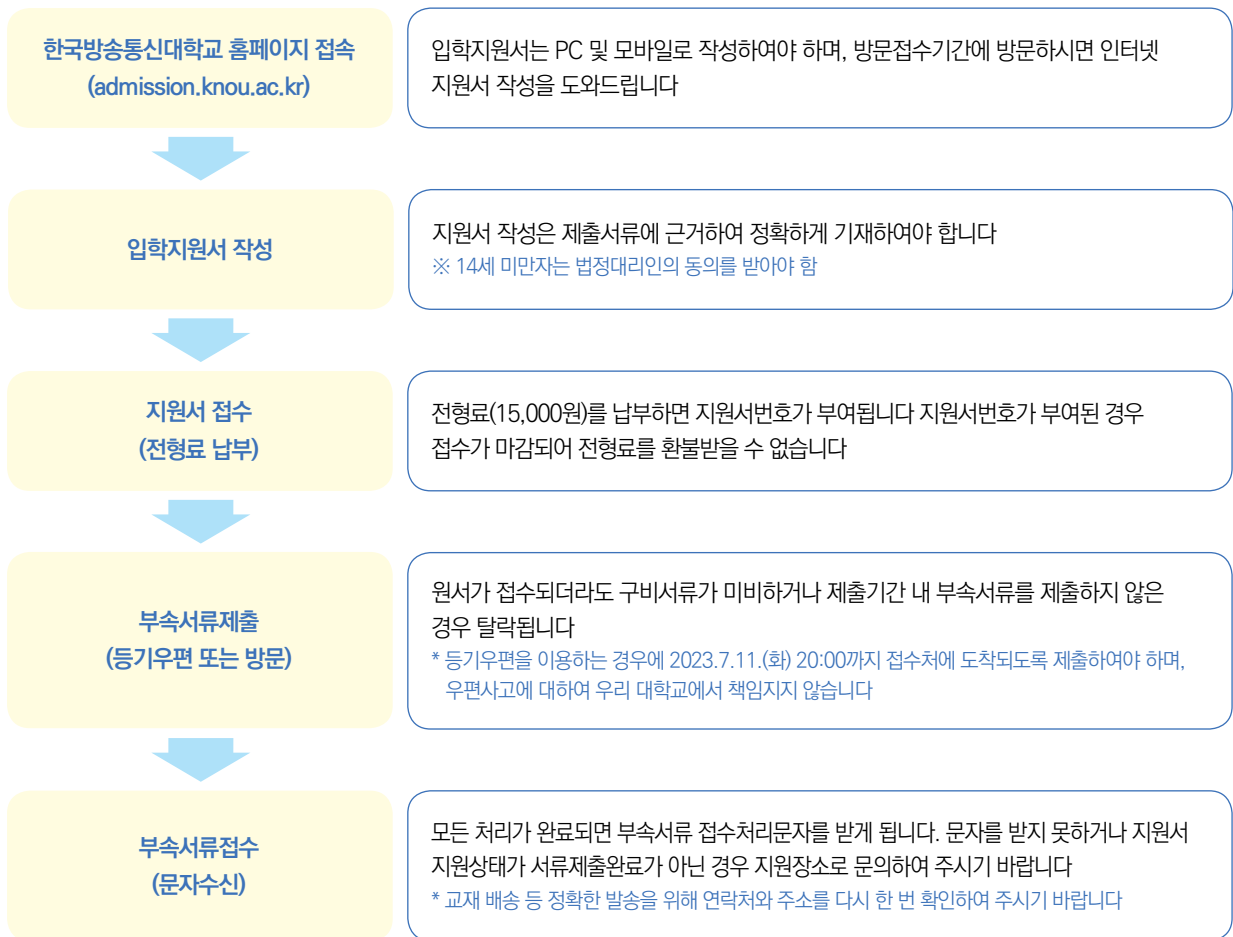 한국방송통신대학교 홈페이지 접속
(admission.knou.ac.kr)
입학지원서는 PC 및 모바일로 작성하여야 하며, 방문접수기간에 방문하시면 인터넷
지원서 작성을 도와드립니다
입학지원서 작성
지원서 작성은 제출서류에 근거하여 정확하게 기재하여야 합니다
※ 14세 미만자는 법정대리인의 동의를 받아야 함
지원서 접수
(전형료 납부)
전형료(15,000원)를 납부하면 지원서번호가 부여됩니다 지원서번호가 부여된 경우
접수가 마감되어 전형료를 환불받을 수 없습니다
부속서류제출
(등기우편 또는 방문)
원서가 접수되더라도 구비서류가 미비하거나 제출기간 내 부속서류를 제출하지 않은
경우 탈락됩니다
* 등기우편을 이용하는 경우에 2023.7.11.(화) 20:00까지 접수처에 도착되도록 제출하여야 하며,
우편사고에 대하여 우리 대학교에서 책임지지 않습니다
부속서류접수
(문자수신)
모든 처리가 완료되면 부속서류 접수처리문자를 받게 됩니다. 문자를 받지 못하거나 지원서
지원상태가 서류제출완료가 아닌 경우 지원장소로 문의하여 주시기 바랍니다
* 교재 배송 등 정확한 발송을 위해 연락처와 주소를 다시 한 번 확인하여 주시기 바랍니다